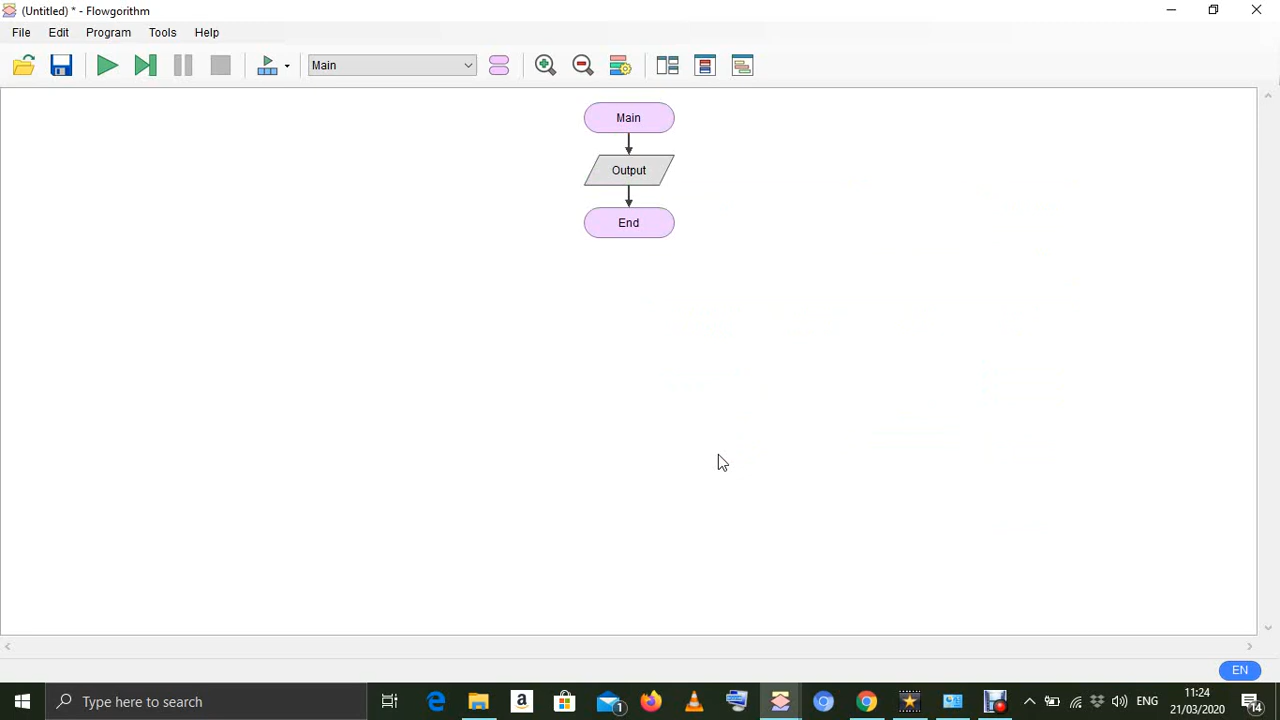 (Untitled) * - Flowgorithm
File Edit Program Tools Help
Main
Main
Output
End
EN
Type here to search
a
1
ENG
11:24
21/03/2020
14